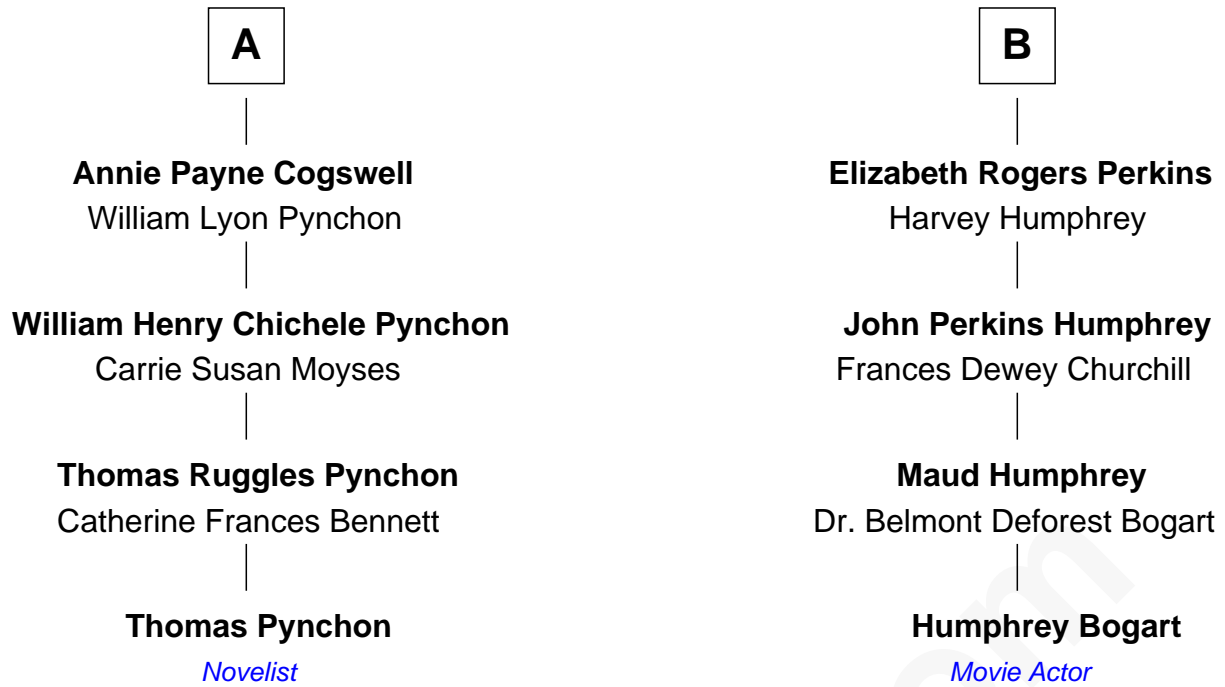 A
Annie Payne Cogswell
William Lyon Pynchon
William Henry Chichele Pynchon
Carrie Susan Moyses
Thomas Ruggles Pynchon
Catherine Frances Bennett
Thomas Pynchon
Novelist
B
Elizabeth Rogers Perkins
Harvey Humphrey
John Perkins Humphrey
Frances Dewey Churchill
Maud Humphrey
Dr. Belmont Deforest Bogart
Humphrey Bogart
Movie Actor